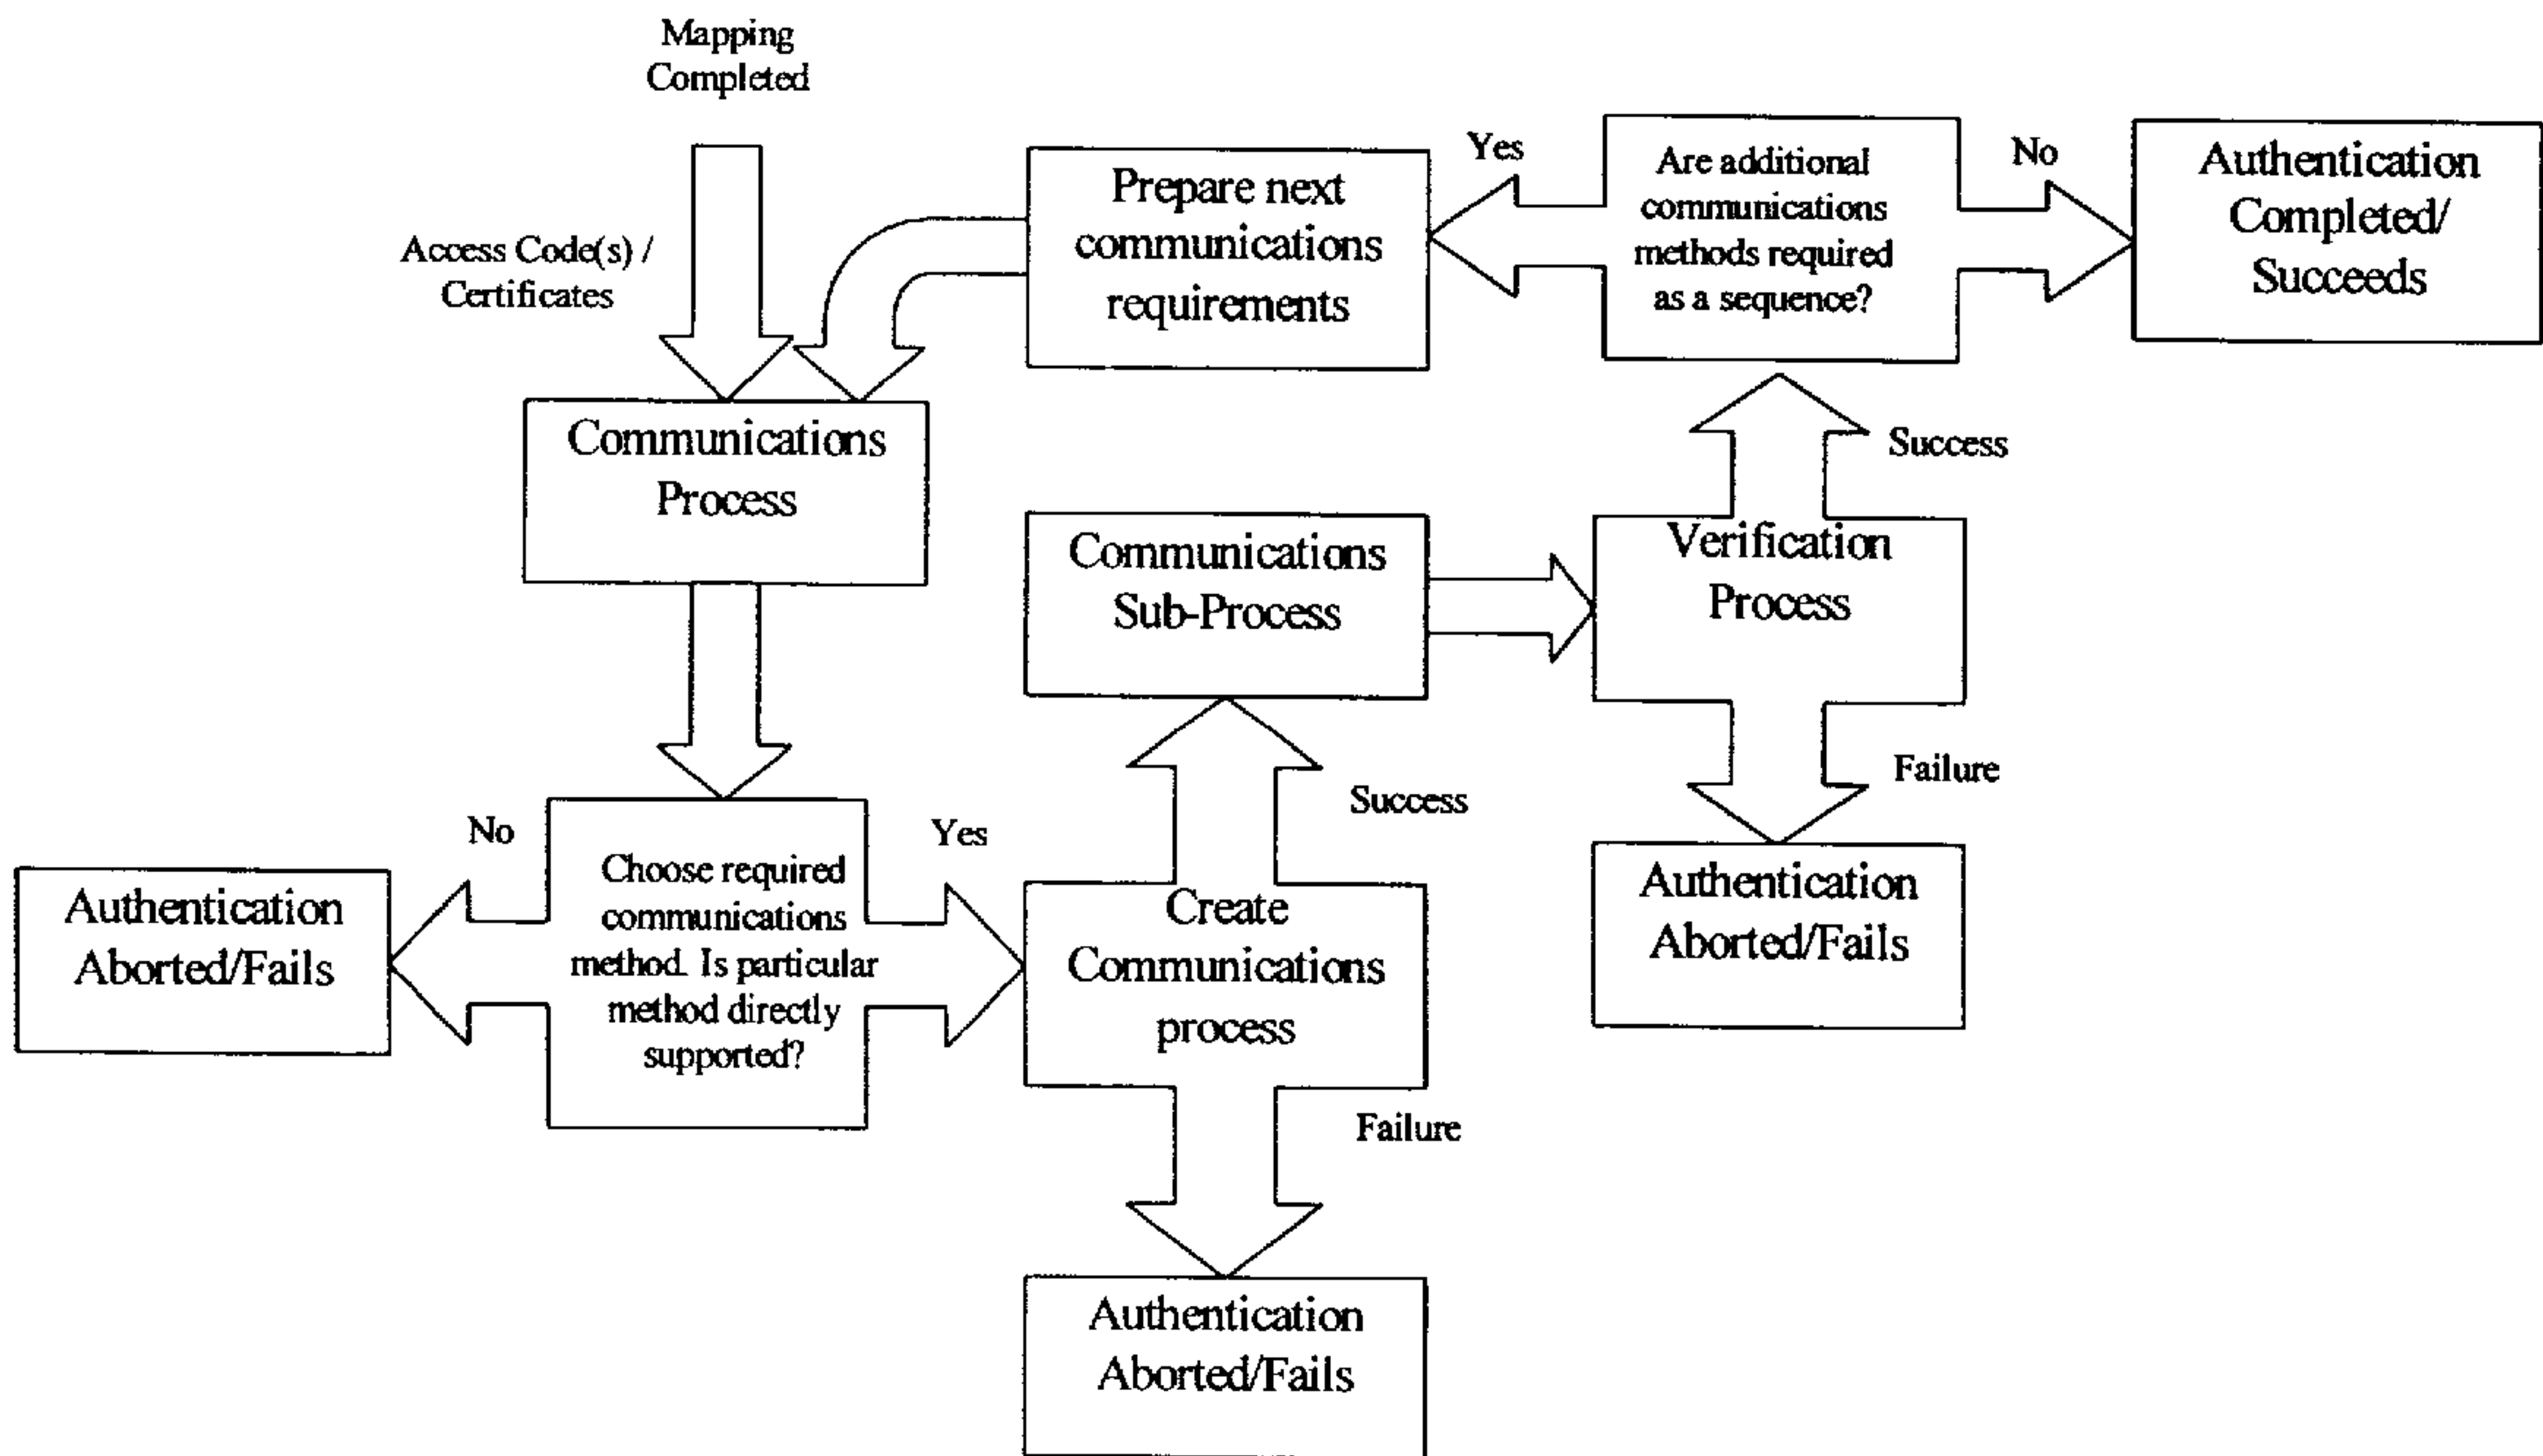 Mapping
Completed
Access Code(s) /
Certificates
Prepare next
communications
requirements
Yes
Are additional
communications
methods required
as a sequence?
No
Authentication
Completed/
Succeeds
Communications
Process
Success
Communications
Sub-Process
Verification
Process
Failure
Success
No
Yes
Authentication
Aborted/Fails
Choose required
communications
method. Is particular
method directly
supported?
Create
Communications
process
Authentication
Aborted/Fails
Failure
Authentication
Aborted/Fails